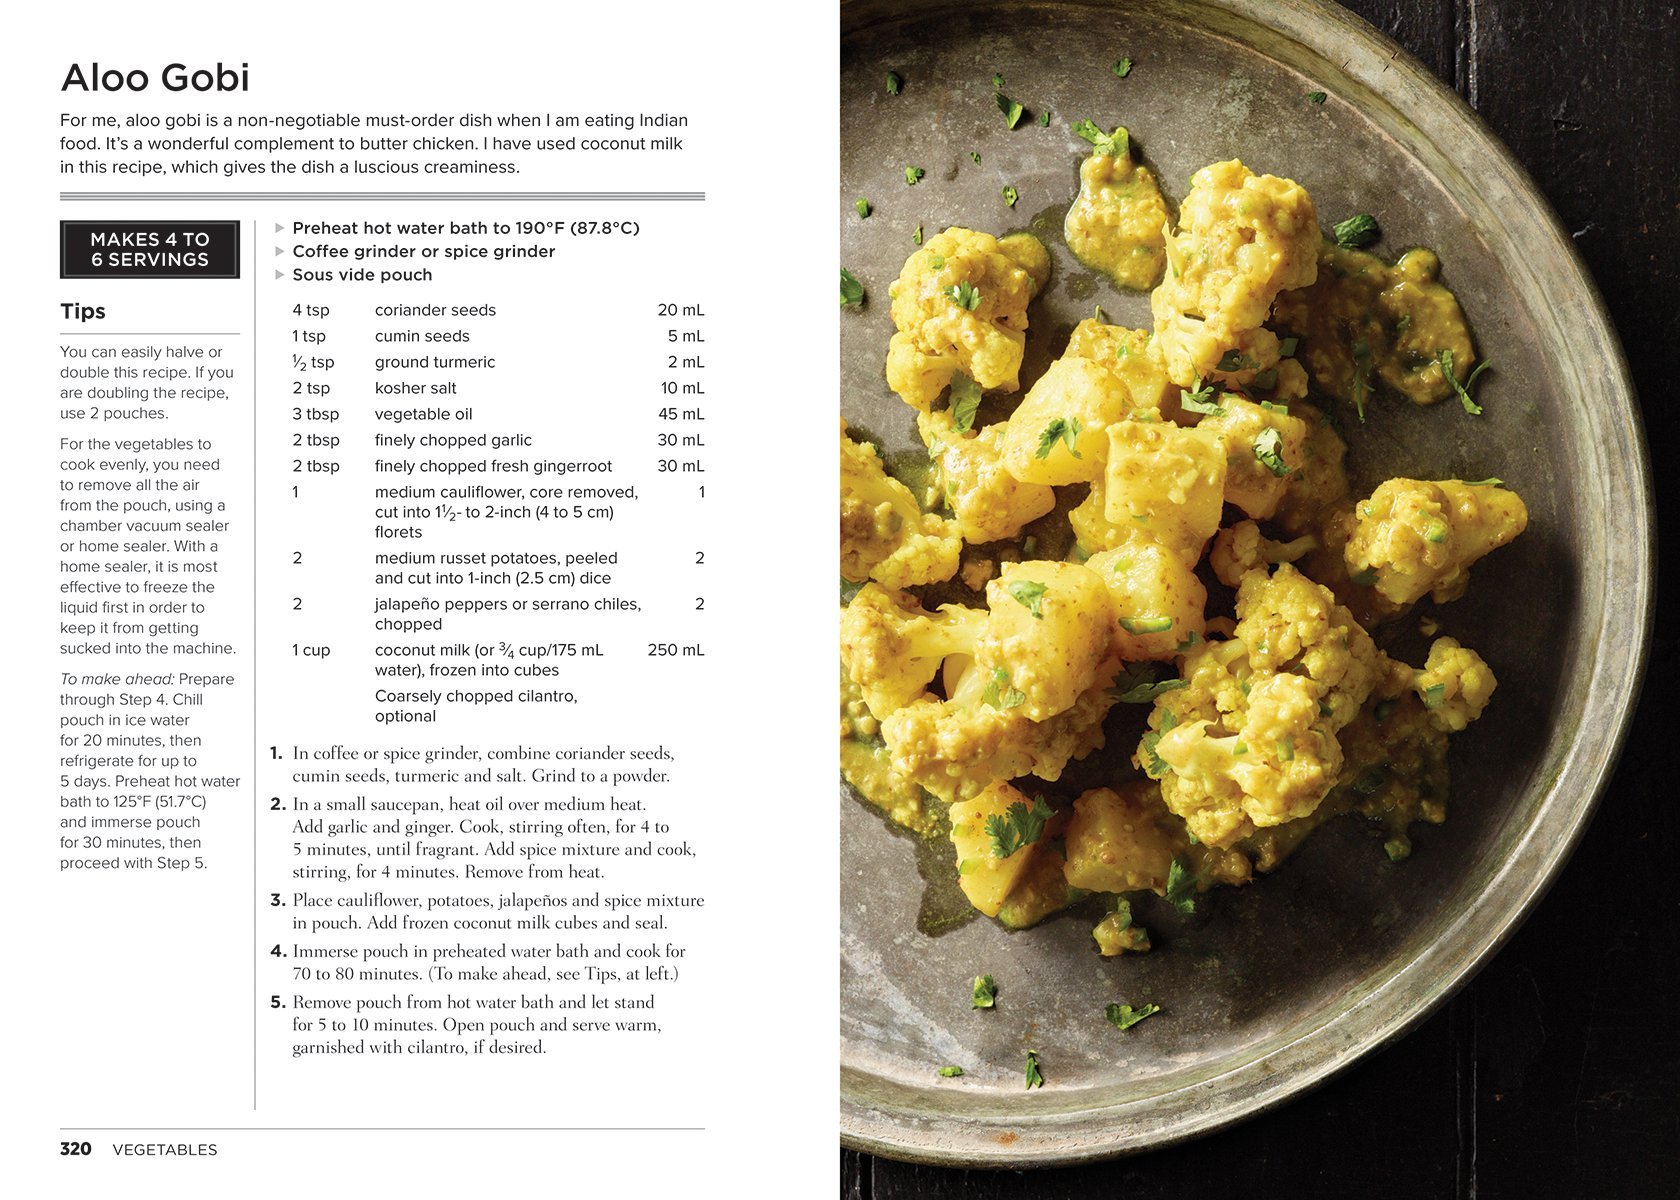 Aloo Gobi
For me, aloo gobi is a non-negotiable must-order dish when I am eating Indian
food. It's a wonderful complement to butter chicken. I have used coconut milk
in this recipe, which gives the dish a luscious creaminess.
MAKES 4 TO
6 SERVINGS
Tips
You can easily halve or
double this recipe. If you
are doubling the recipe,
use 2 pouches.
For the vegetables to
cook evenly, you need
to remove all the air
from the pouch, using a
chamber vacuum sealer
or home sealer. With a
home sealer, it is most
effective to freeze the
liquid first in order to
keep it from getting
sucked into the machine.
To make ahead: Prepare
through Step 4. Chill
pouch in ice water
for 20 minutes, then
refrigerate for up to
5 days. Preheat hot water
bath to 125°F (51.7°C)
and immerse pouch
for 30 minutes, then
proceed with Step 5.
▶ Preheat hot water bath to 190°F (87.8°C)
▶ Coffee grinder or spice grinder
▶ Sous vide pouch
4 tsp coriander seeds 20 mL
1 tsp cumin seeds 5 mL
½ tsp ground turmeric 2 mL
2 tsp kosher salt 10 mL
3 tbsp vegetable oil 45 mL
2 tbsp finely chopped garlic 30 mL
2 tbsp finely chopped fresh gingerroot 30 mL
1 medium cauliflower, core removed, 1
cut into 1½- to 2-inch (4 to 5 cm)
florets
2 medium russet potatoes, peeled 2
and cut into 1-inch (2.5 cm) dice
2 jalapeño peppers or serrano chiles, 2
chopped
1 cup coconut milk (or ¾ cup/175 mL 250 mL
water), frozen into cubes
Coarsely chopped cilantro,
optional
1. In coffee or spice grinder, combine coriander seeds,
cumin seeds, turmeric and salt. Grind to a powder.
2. In a small saucepan, heat oil over medium heat.
Add garlic and ginger. Cook, stirring often, for 4 to
5 minutes, until fragrant. Add spice mixture and cook,
stirring, for 4 minutes. Remove from heat.
3. Place cauliflower, potatoes, jalapeños and spice mixture
in pouch. Add frozen coconut milk cubes and seal.
4. Immerse pouch in preheated water bath and cook for
70 to 80 minutes. (To make ahead, see Tips, at left.)
5. Remove pouch from hot water bath and let stand
for 5 to 10 minutes. Open pouch and serve warm,
garnished with cilantro, if desired.
320 VEGETABLES